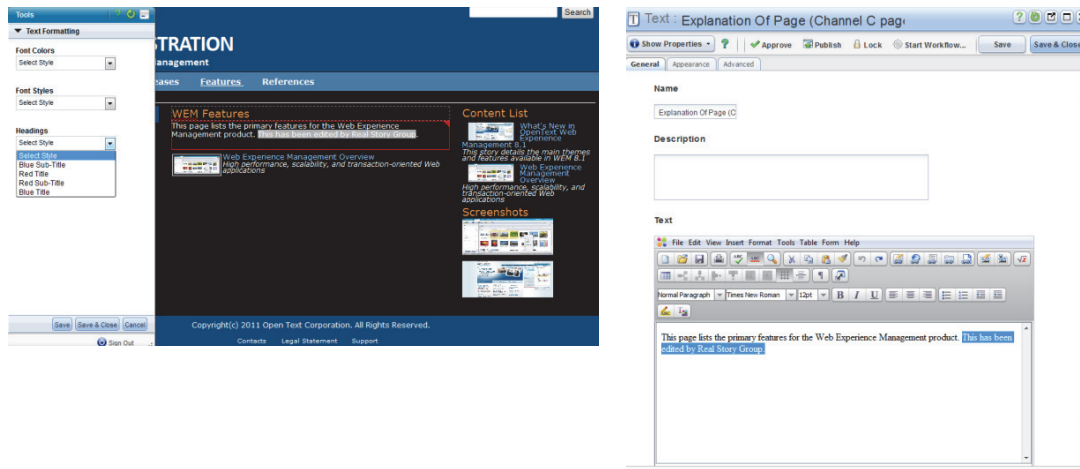 Tools
Text Formatting
Font Colors
Select Style
Font Styles
Select Style
Headings
Select Style
Select Style
Blue Sub-Title
Red Title
Red Sub-Title
Blue Title
Save Save & Close Cancel
Sign Out
Search
TRATION
anagement
eases Features References
WEM Features
This page lists the primary features for the Web Experience
Management product. This has been edited by Real Story Group.
Web Experience Management Overview
High performance, scalability, and transaction-oriented Web
applications
Content List
What's New in
OpenText Web
Experience
Management 8.1
This story details the main themes
and features available in WEM 8.1
Web Experience
Management
Overview
High performance, scalability, and
transaction-oriented Web
applications
Screenshots
Copyright(c) 2011 Open Text Corporation. All Rights Reserved.
Contacts Legal Statement Support
Text : Explanation Of Page (Channel C page
Show Properties Approve Publish Lock Start Workflow... Save Save & Close
General Appearance Advanced
Name
Explanation Of Page (C
Description
Text
File Edit View Insert Format Tools Table Form Help
Normal Paragraph Times New Roman 12pt B I U
This page lists the primary features for the Web Experience Management product. This has been
edited by Real Story Group.